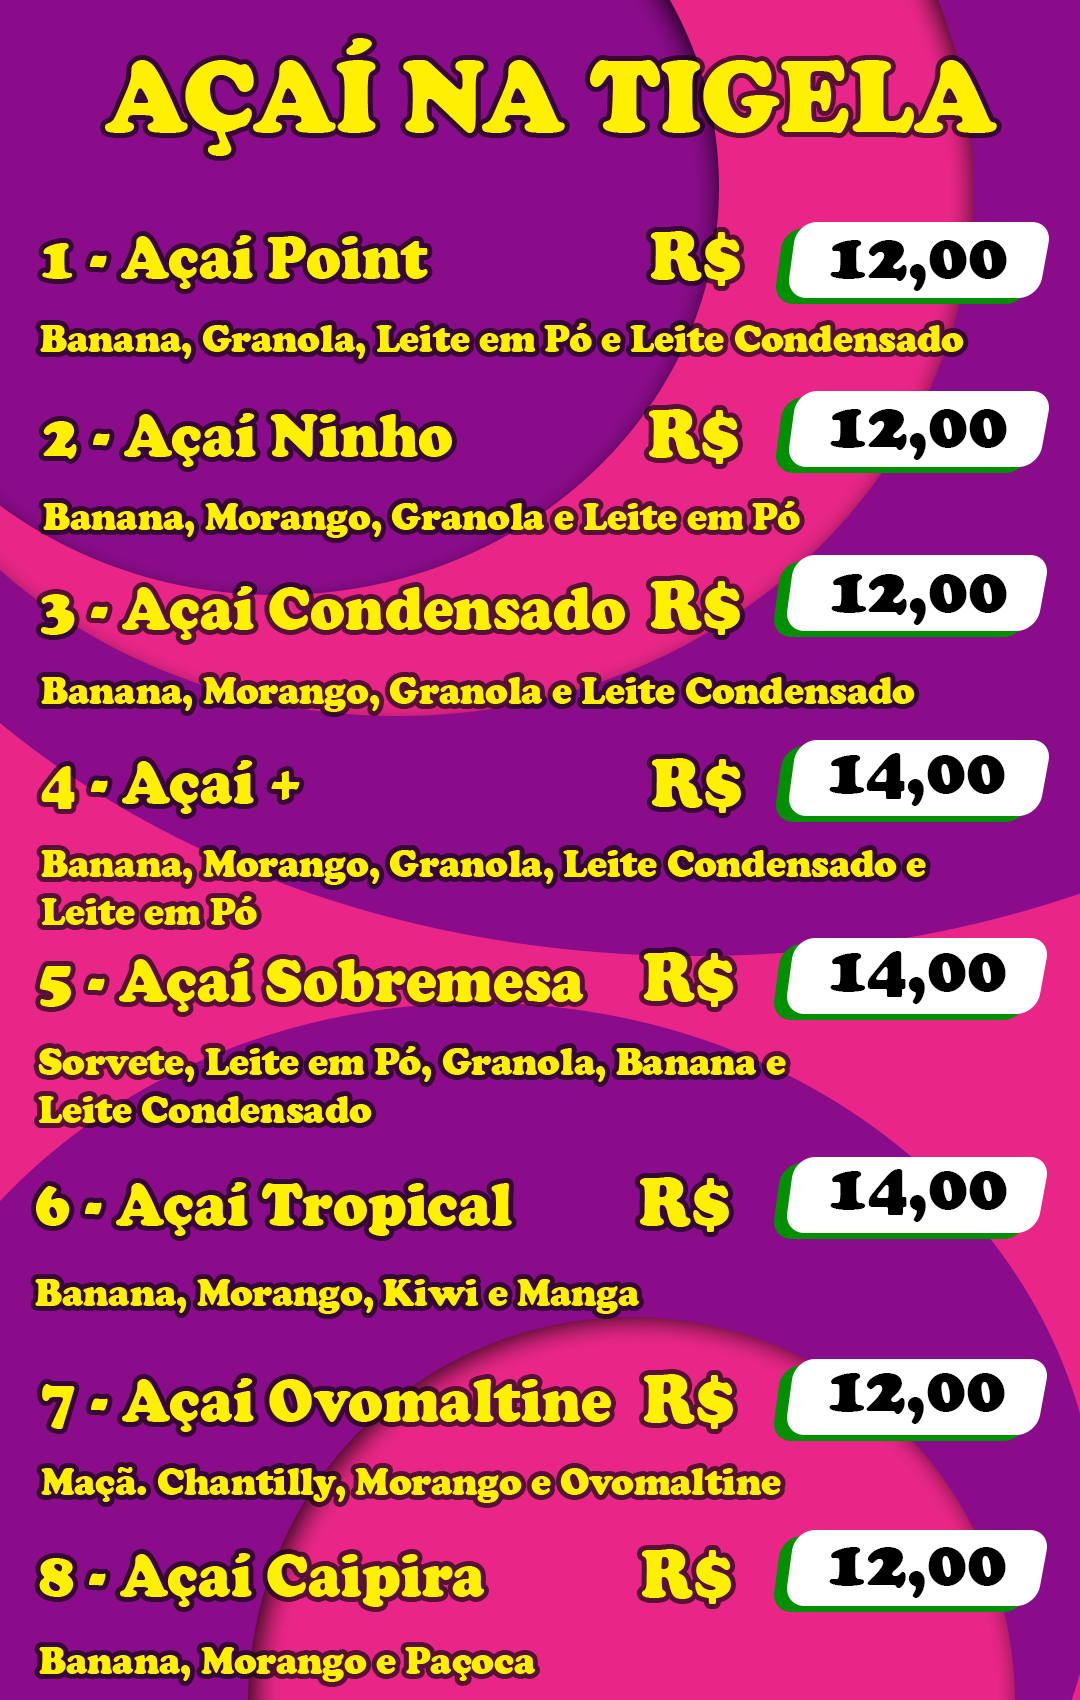 AÇAÍ NA TIGELA
1 - Açaí Point R$ 12,00
Banana, Granola, Leite em Pó e Leite Condensado
2 - Açaí Ninho R$ 12,00
Banana, Morango, Granola e Leite em Pó
3 - Açaí Condensado R$ 12,00
Banana, Morango, Granola e Leite Condensado
4 - Açaí + R$ 14,00
Banana, Morango, Granola, Leite Condensado e
Leite em Pó
5 - Açaí Sobremesa R$ 14,00
Sorvete, Leite em Pó, Granola, Banana e
Leite Condensado
6 - Açaí Tropical R$ 14,00
Banana, Morango, Kiwi e Manga
7 - Açaí Ovomaltine R$ 12,00
Maçã. Chantilly, Morango e Ovomaltine
8 - Açaí Caipira R$ 12,00
Banana, Morango e Paçoca